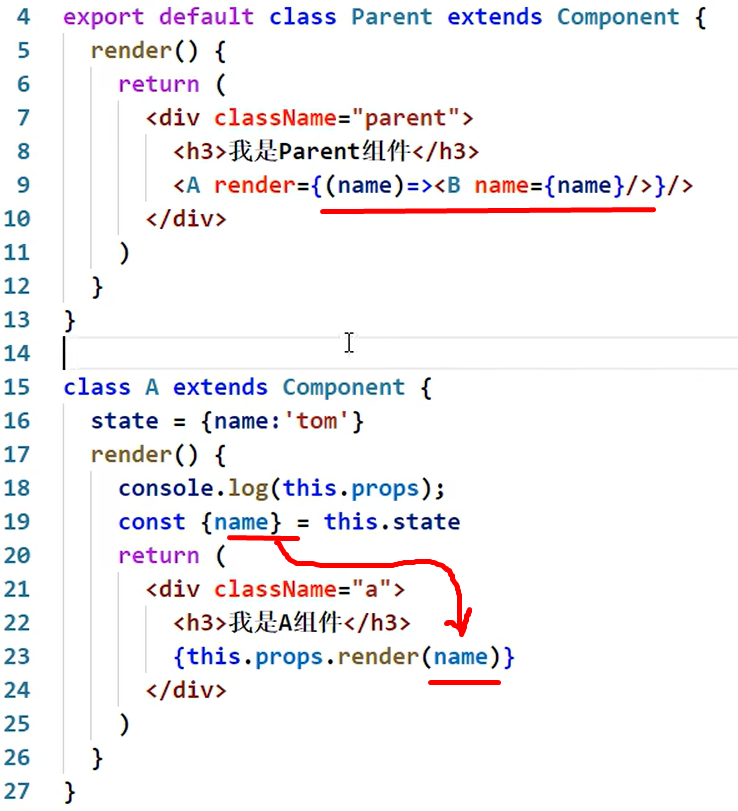 4 export default class Parent extends Component {
5 render() {
6 return (
7 <div className="parent">
8 <h3>我是Parent组件</h3>
9 <A render={(name)=><B name={name}/>}/>
10 </div>
11 )
12 }
13 }
14
15 class A extends Component {
16 state = {name:'tom'}
17 render() {
18 console.log(this.props);
19 const {name} = this.state
20 return (
21 <div className="a">
22 <h3>我是A组件</h3>
23 {this.props.render(name)}
24 </div>
25 )
26 }
27 }